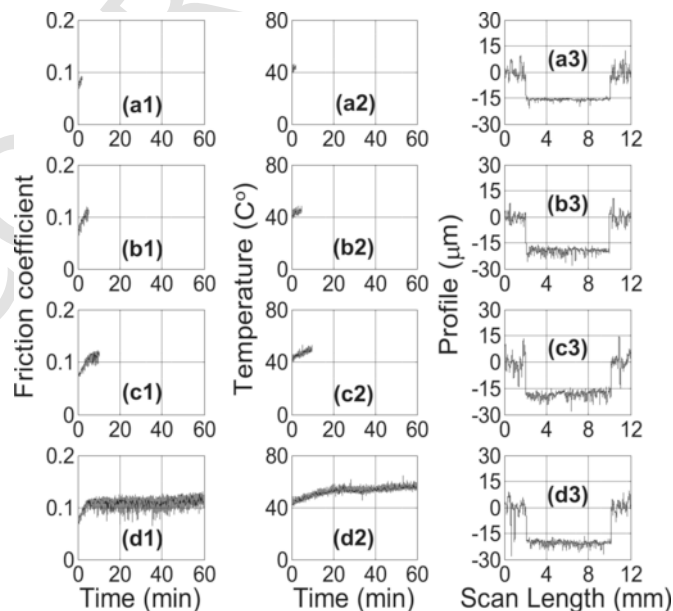 Friction coefficient
Temperature (C°)
Profile (μm)
0.2
0.1
0
0 20 40 60
(a1)
80
40
0
0 20 40 60
(a2)
30
15
0
-15
-30
0 4 8 12
(a3)
0.2
0.1
0
0 20 40 60
(b1)
80
40
0
0 20 40 60
(b2)
30
15
0
-15
-30
0 4 8 12
(b3)
0.2
0.1
0
0 20 40 60
(c1)
80
40
0
0 20 40 60
(c2)
30
15
0
-15
-30
0 4 8 12
(c3)
0.2
0.1
0
0 20 40 60
(d1)
80
40
0
0 20 40 60
(d2)
30
15
0
-15
-30
0 4 8 12
(d3)
Time (min)
Time (min)
Scan Length (mm)